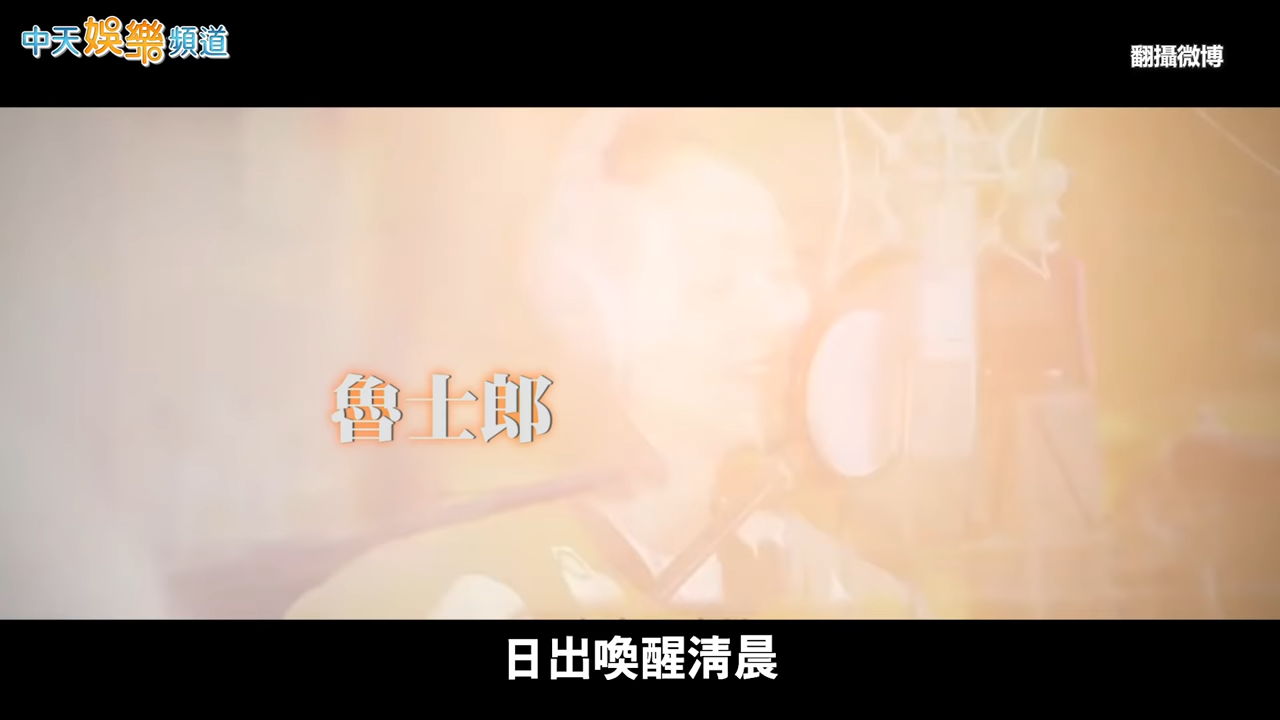 中天娛樂頻道
翻攝微博
魯士郎
日出喚醒清晨